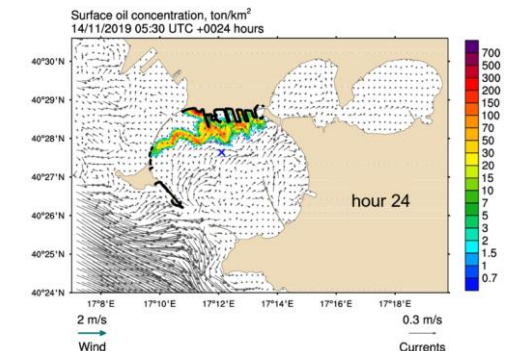 Surface oil concentration, ton/km²
14/11/2019 05:30 UTC +0024 hours
40°30'N
40°29'N
40°28'N
40°27'N
40°26'N
40°25'N
40°24'N
17°8'E 17°10'E 17°12'E 17°14'E 17°16'E 17°18'E
hour 24
700
500
300
200
150
100
70
50
30
20
15
10
7
5
3
2
1.5
1
0.7
2 m/s
Wind
0.3 m/s
Currents